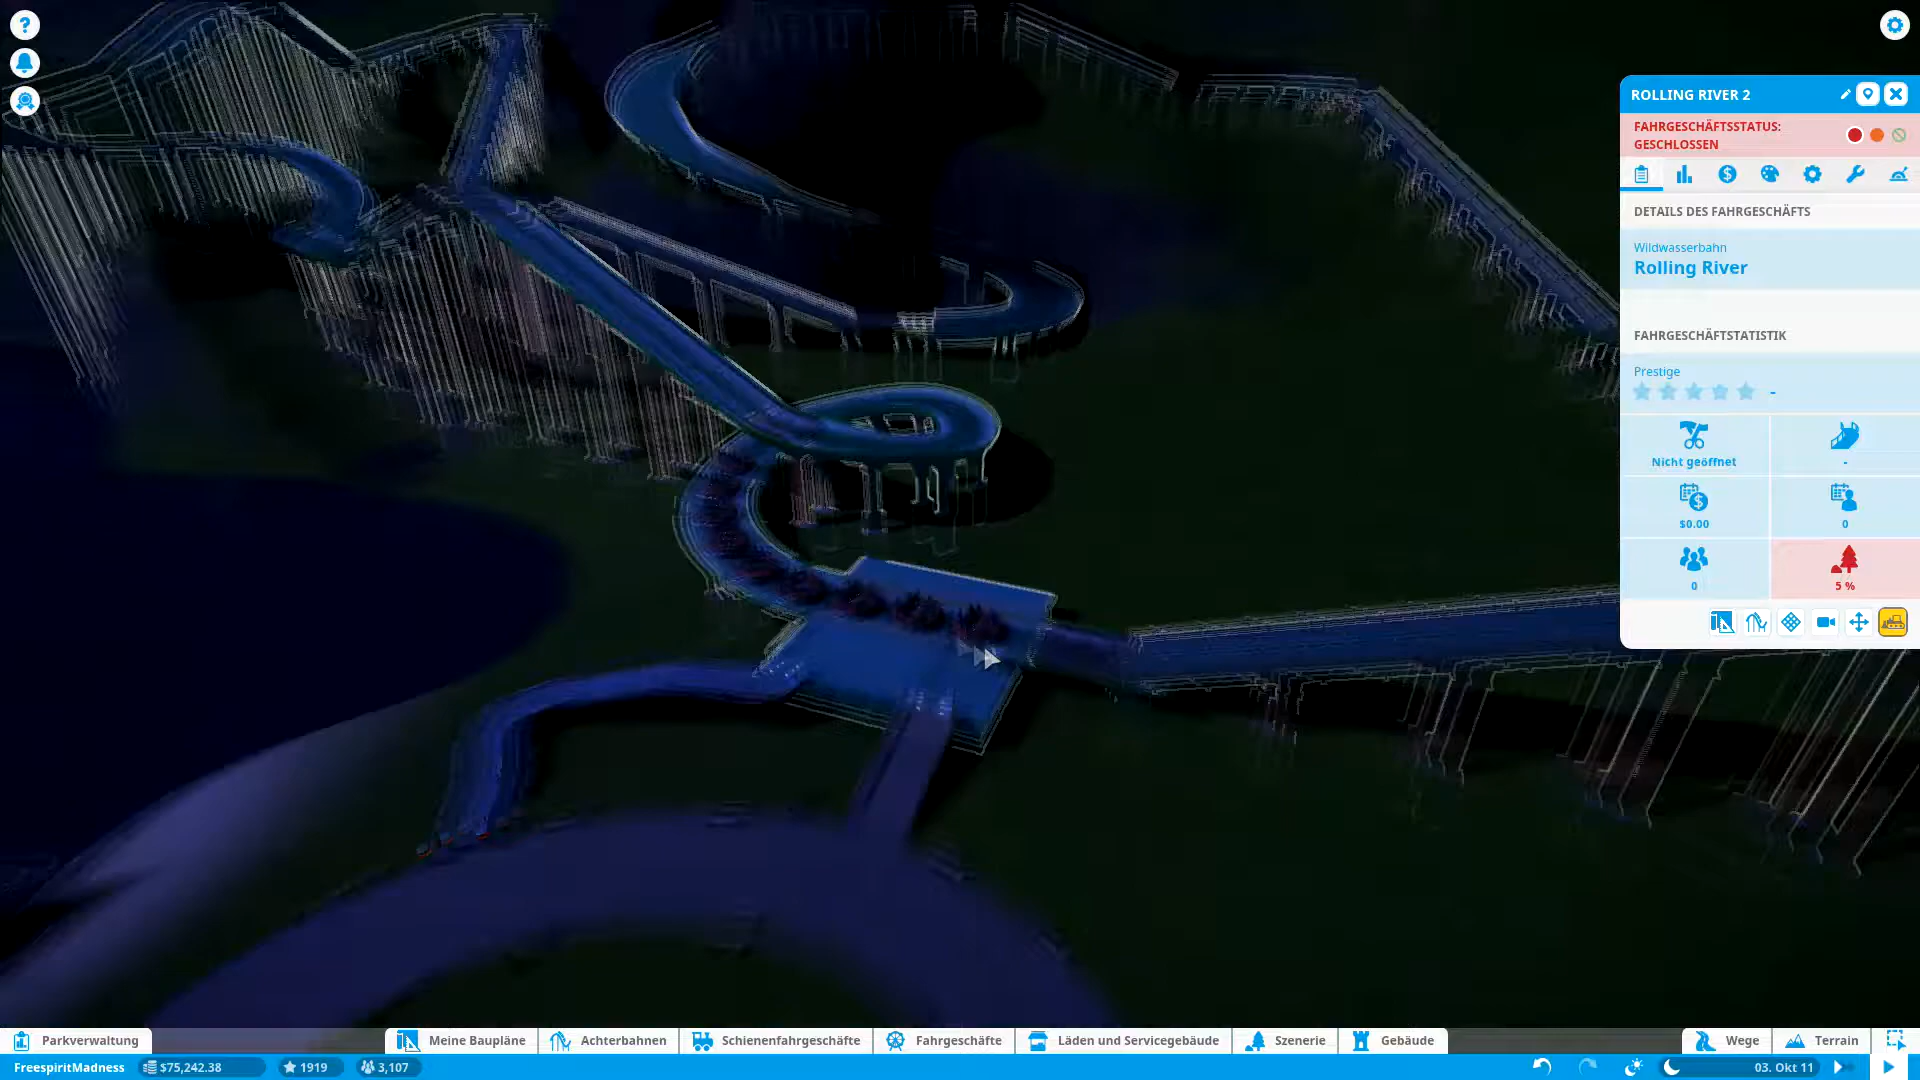 ROLLING RIVER 2
FAHRGESCHÄFTSSTATUS:
GESCHLOSSEN
DETAILS DES FAHRGESCHÄFTS
Wildwasserbahn
Rolling River
FAHRGESCHÄFTSTATISTIK
Prestige
-
Nicht geöffnet
-
$0.00
0
0
5 %
Parkverwaltung
Meine Baupläne
Achterbahnen
Schienenfahrgeschäfte
Fahrgeschäfte
Läden und Servicegebäude
Szenerie
Gebäude
Wege
Terrain
FreespiritMadness
$75,242.38
1919
3,107
03. Okt 11